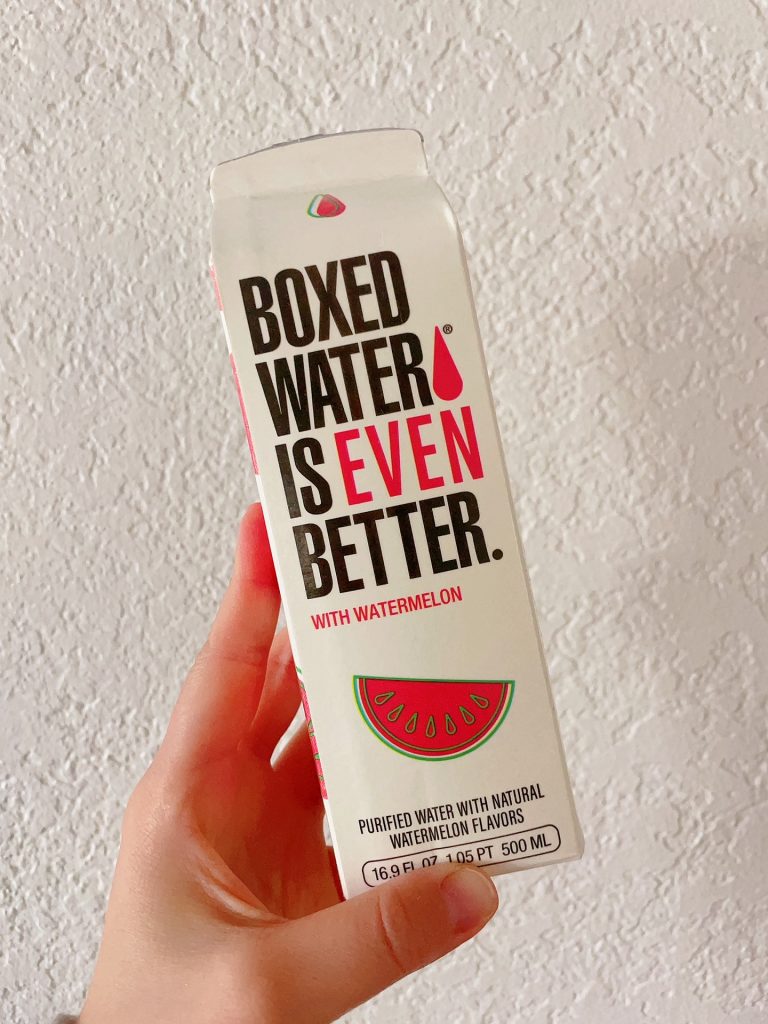 BOXED
WATER®
IS EVEN
BETTER.
WITH WATERMELON
PURIFIED WATER WITH NATURAL
WATERMELON FLAVORS
16.9 FL OZ 1.05 PT 500 ML